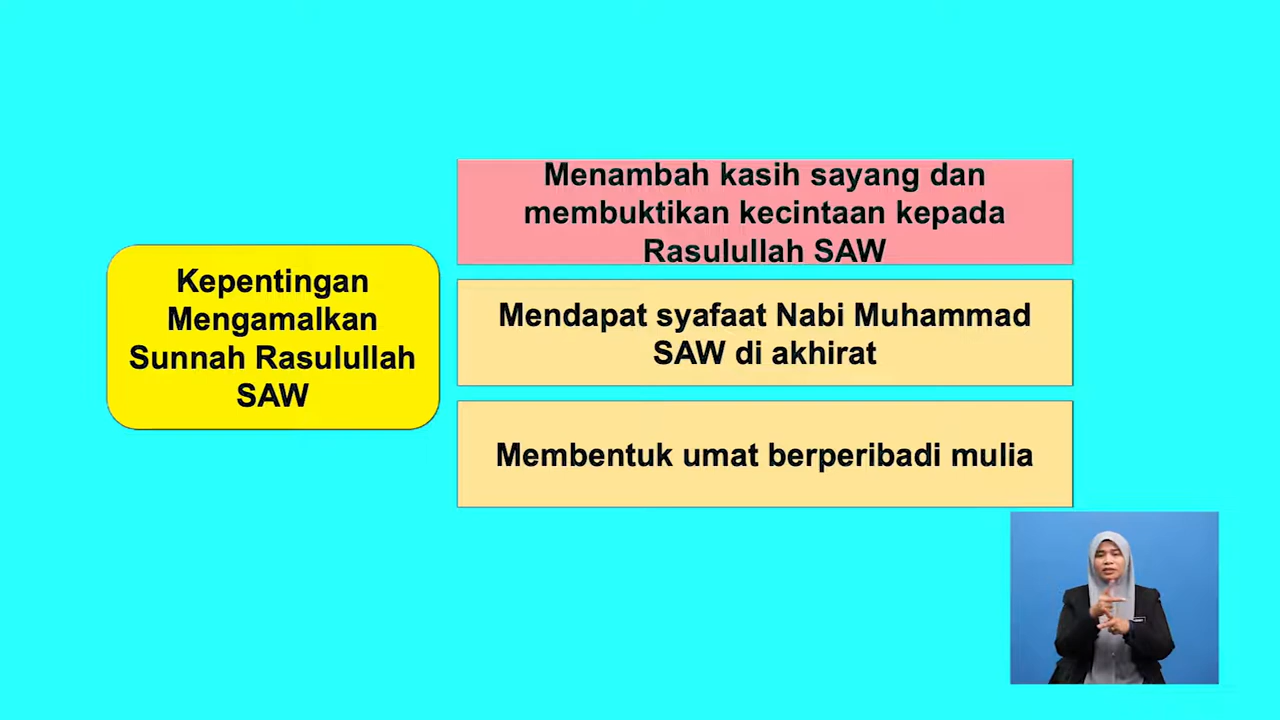 Kepentingan
Mengamalkan
Sunnah Rasulullah
SAW
Menambah kasih sayang dan
membuktikan kecintaan kepada
Rasulullah SAW
Mendapat syafaat Nabi Muhammad
SAW di akhirat
Membentuk umat berperibadi mulia